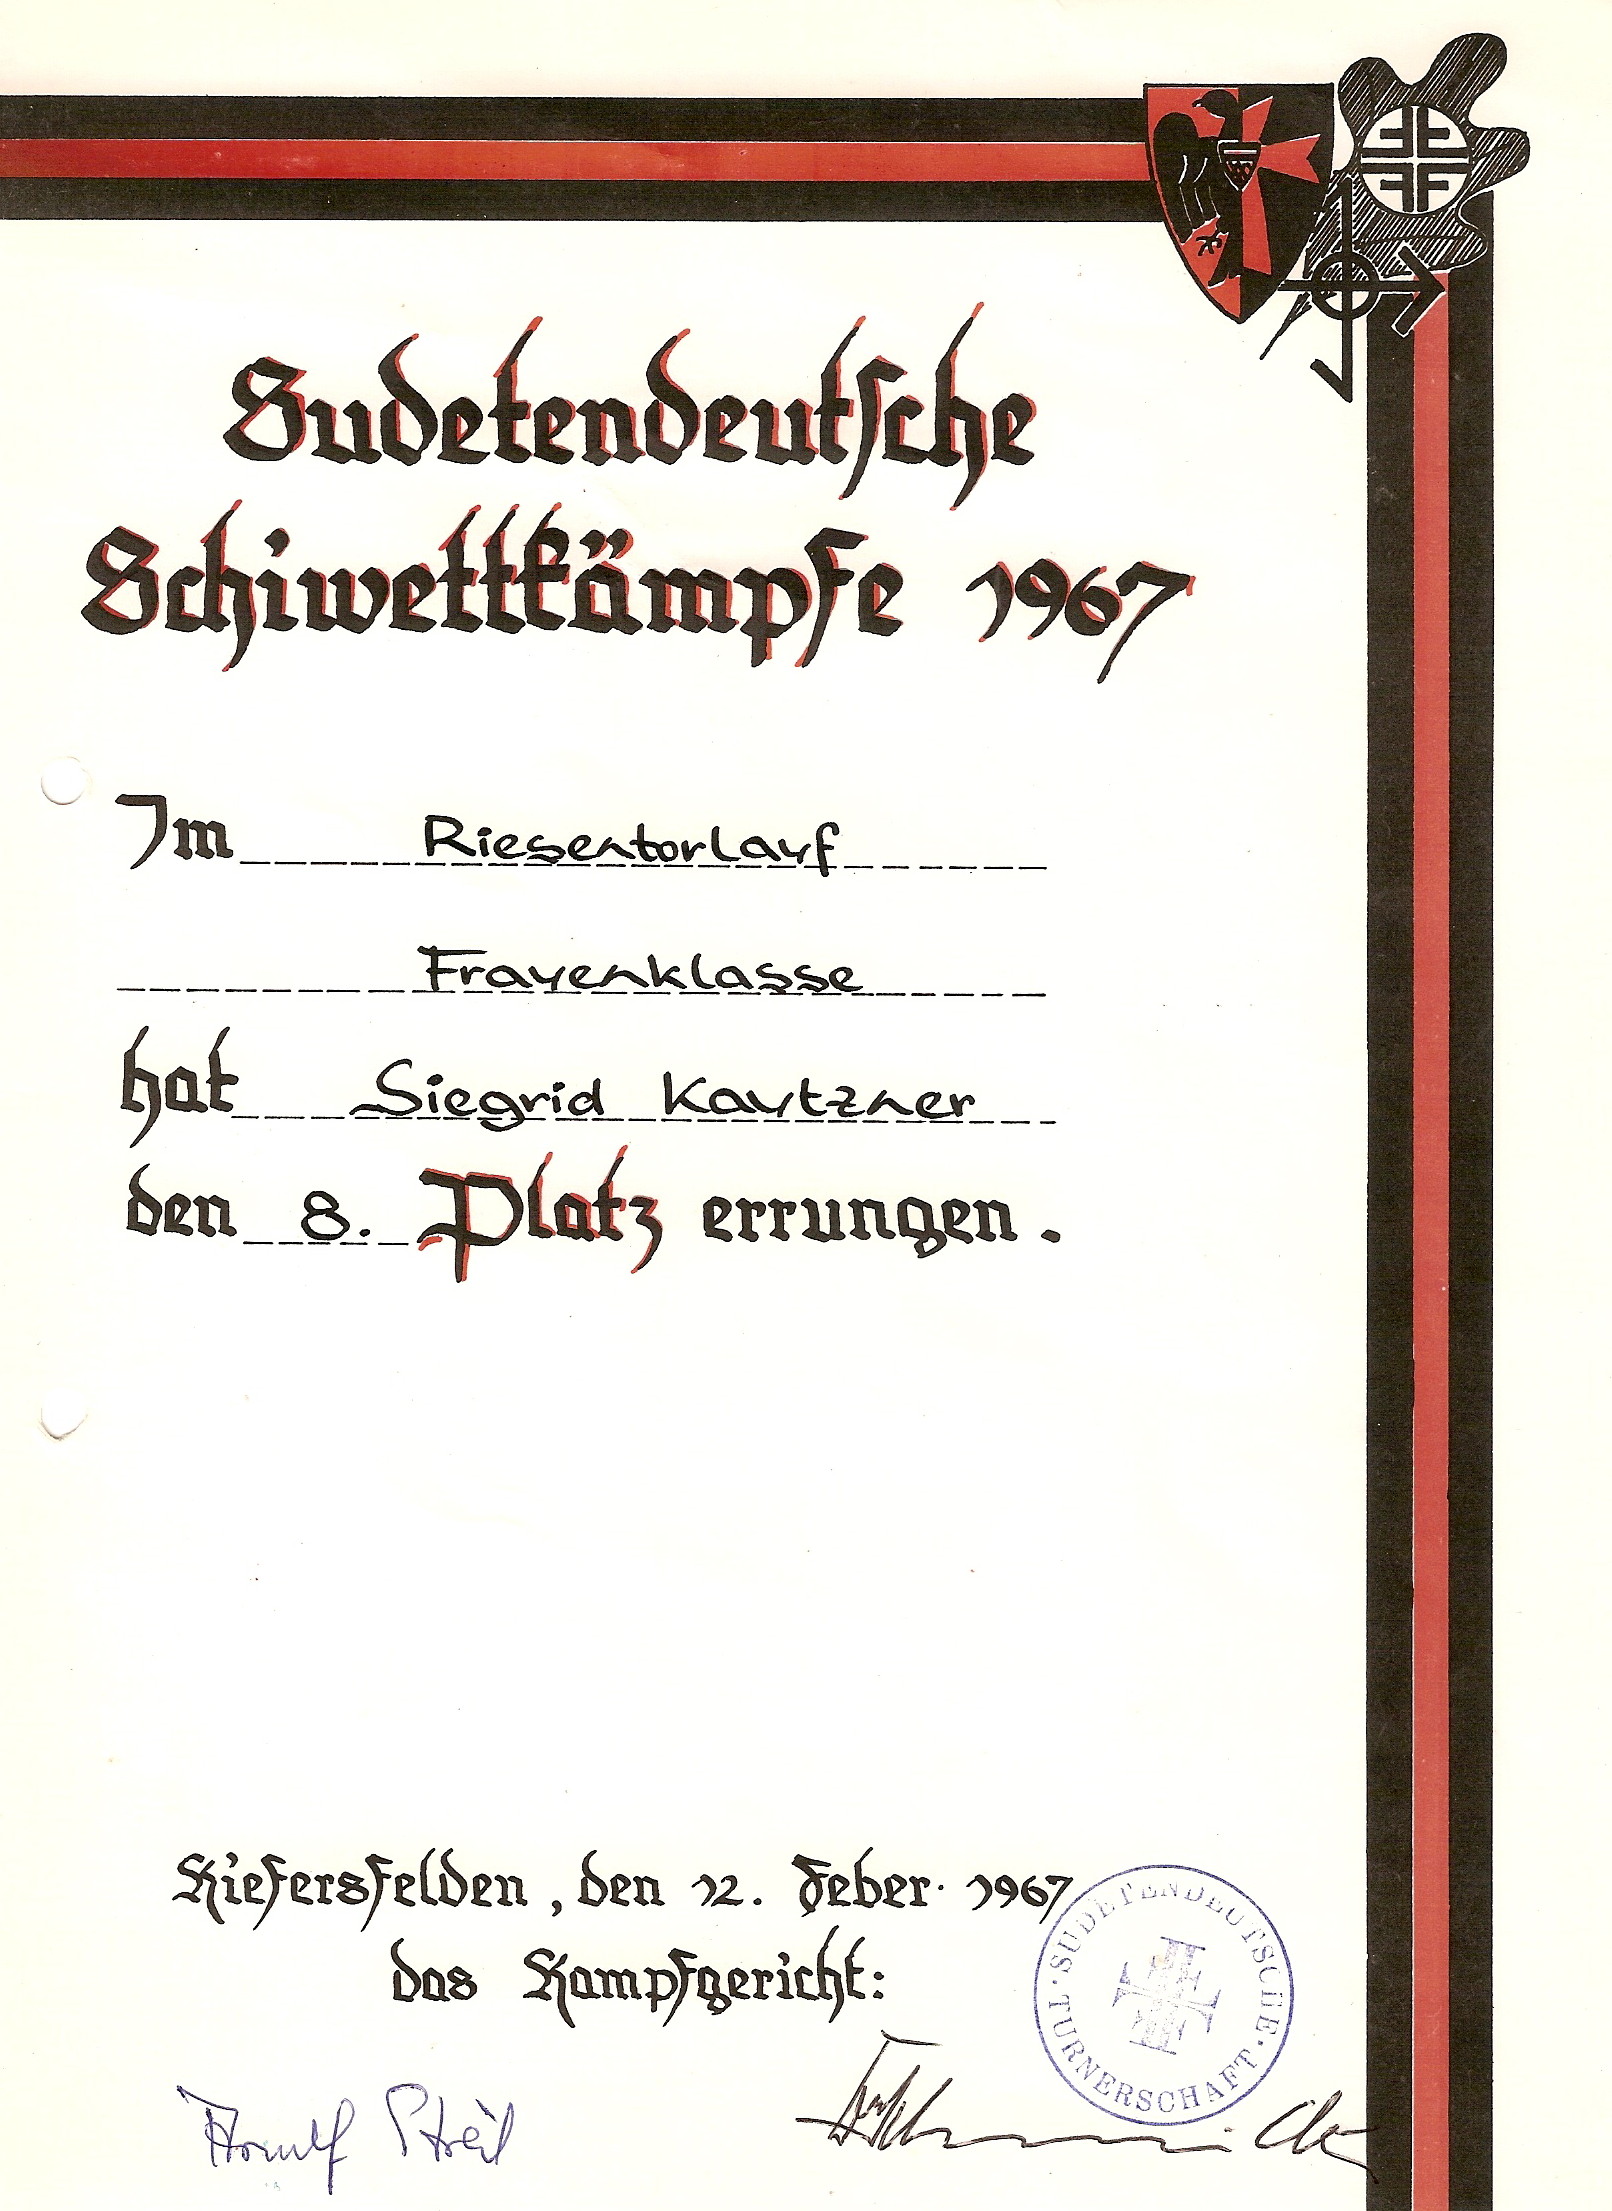 Sudetendeutsche
Schiwettkämpfe 1967
Im Riesentorlauf
Frauenklasse
hat Siegrid Kautzner
den 8. Platz errungen.
Kiefersfelden, den 12. Feber. 1967
das Kampfgericht:
· SUDETENDEUTSCHE · TURNERSCHAFT